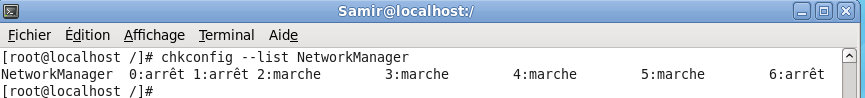 Samir@localhost:/
Fichier Édition Affichage Terminal Aide
[root@localhost /]# chkconfig --list NetworkManager
NetworkManager 0:arrêt 1:arrêt 2:marche 3:marche 4:marche 5:marche 6:arrêt
[root@localhost /]#